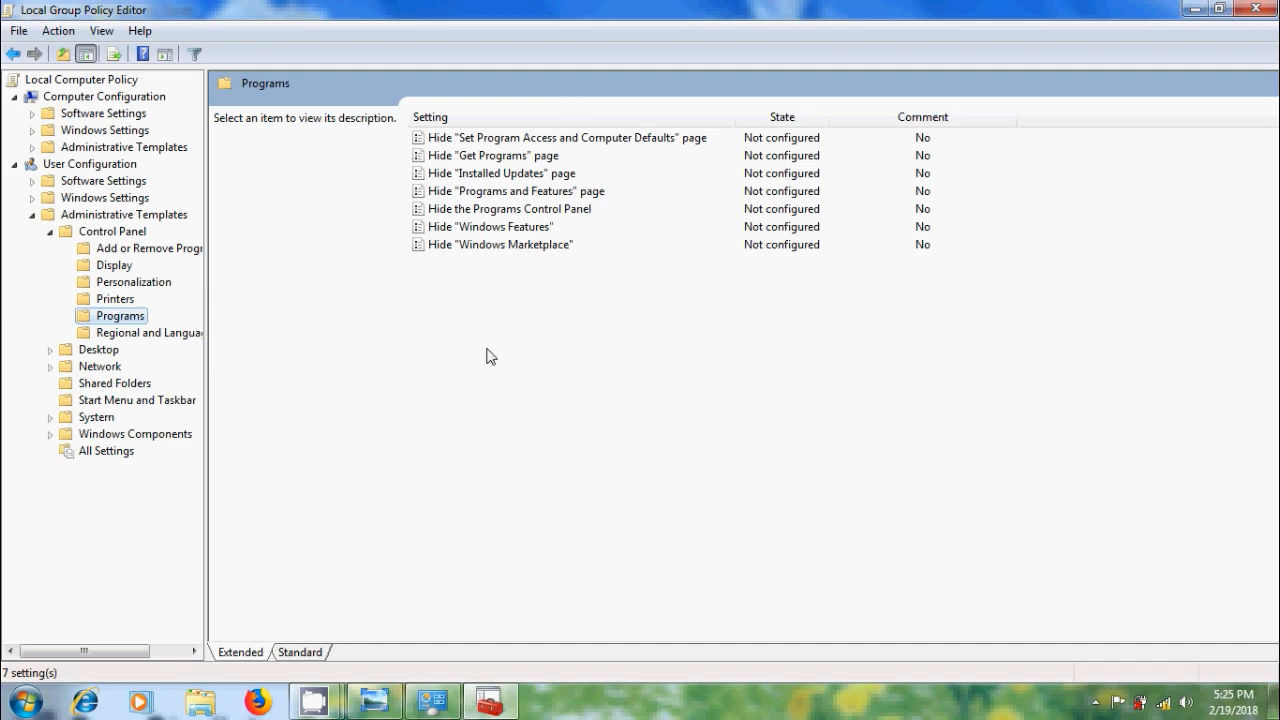 Local Group Policy Editor
File Action View Help
Local Computer Policy
Computer Configuration
Software Settings
Windows Settings
Administrative Templates
User Configuration
Software Settings
Windows Settings
Administrative Templates
Control Panel
Add or Remove Progr
Display
Personalization
Printers
Programs
Regional and Langua
Desktop
Network
Shared Folders
Start Menu and Taskbar
System
Windows Components
All Settings
Programs
Select an item to view its description.
Setting State Comment
Hide "Set Program Access and Computer Defaults" page Not configured No
Hide "Get Programs" page Not configured No
Hide "Installed Updates" page Not configured No
Hide "Programs and Features" page Not configured No
Hide the Programs Control Panel Not configured No
Hide "Windows Features" Not configured No
Hide "Windows Marketplace" Not configured No
Extended Standard
7 setting(s)
5:25 PM
2/19/2018